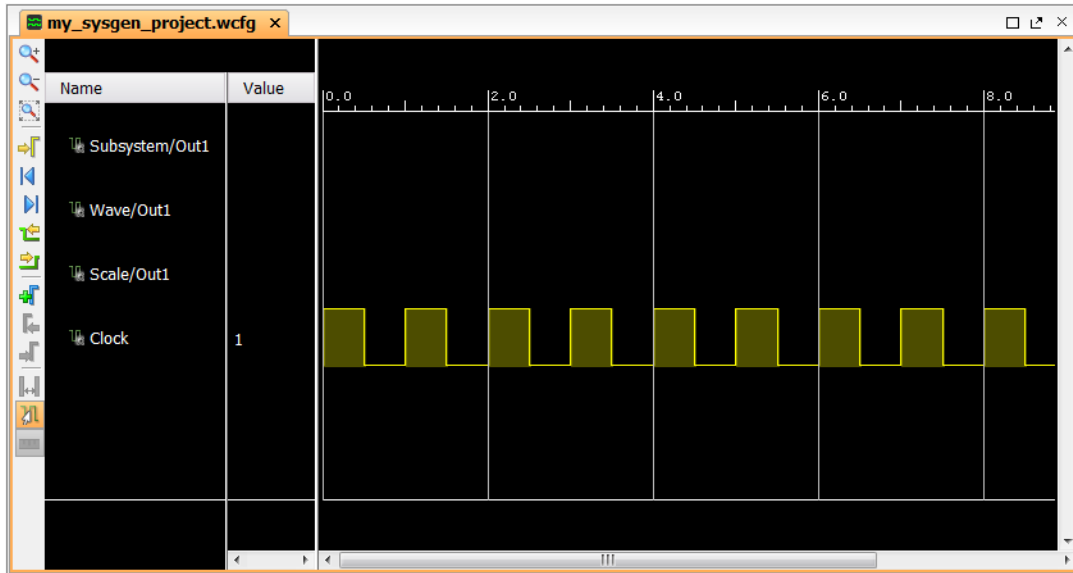 my_sysgen_project.wcfg ×
Name Value
0.0 2.0 4.0 6.0 8.0
Subsystem/Out1
Wave/Out1
Scale/Out1
Clock 1